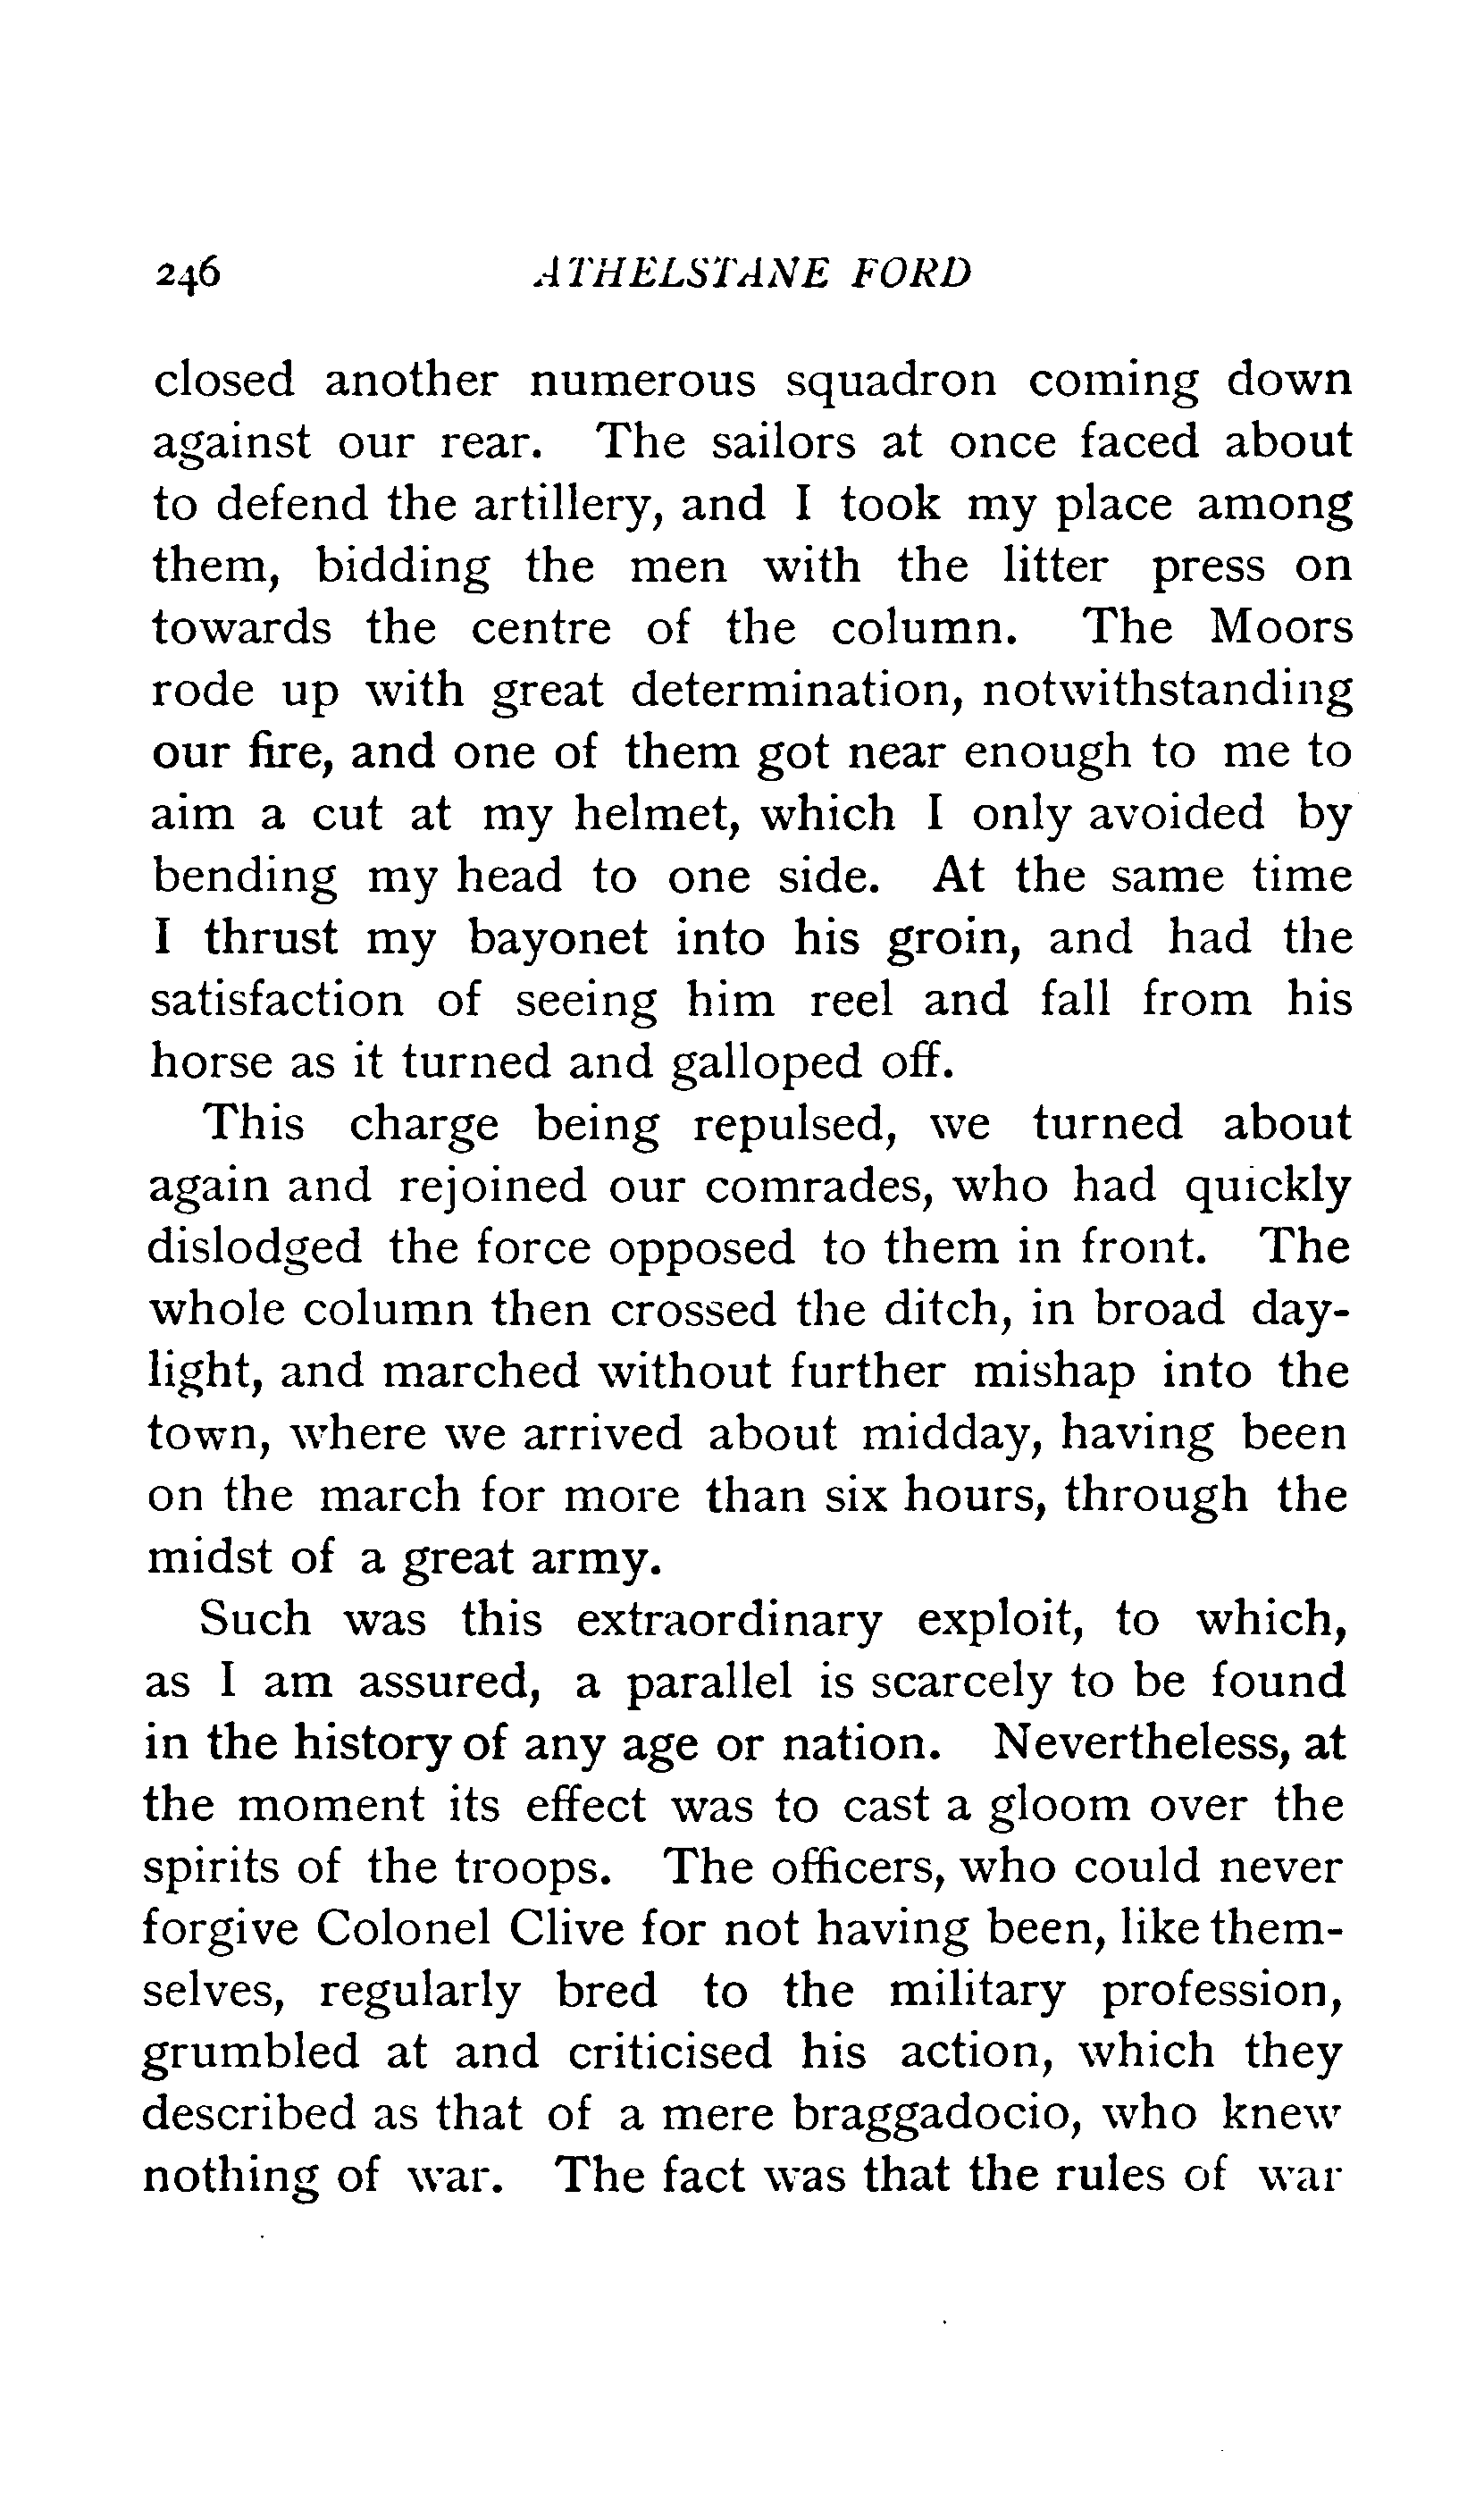 246 ATHELSTANE FORD
closed another numerous squadron coming down
against our rear. The sailors at once faced about
to defend the artillery, and I took my place among
them, bidding the men with the litter press on
towards the centre of the column. The Moors
rode up with great determination, notwithstanding
our fire, and one of them got near enough to me to
aim a cut at my helmet, which I only avoided by
bending my head to one side. At the same time
I thrust my bayonet into his groin, and had the
satisfaction of seeing him reel and fall from his
horse as it turned and galloped off.
This charge being repulsed, we turned about
again and rejoined our comrades, who had quickly
dislodged the force opposed to them in front. The
whole column then crossed the ditch, in broad day-
light, and marched without further mishap into the
town, where we arrived about midday, having been
on the march for more than six hours, through the
midst of a great army.
Such was this extraordinary exploit, to which,
as I am assured, a parallel is scarcely to be found
in the history of any age or nation. Nevertheless, at
the moment its effect was to cast a gloom over the
spirits of the troops. The officers, who could never
forgive Colonel Clive for not having been, like them-
selves, regularly bred to the military profession,
grumbled at and criticised his action, which they
described as that of a mere braggadocio, who knew
nothing of war. The fact was that the rules of war